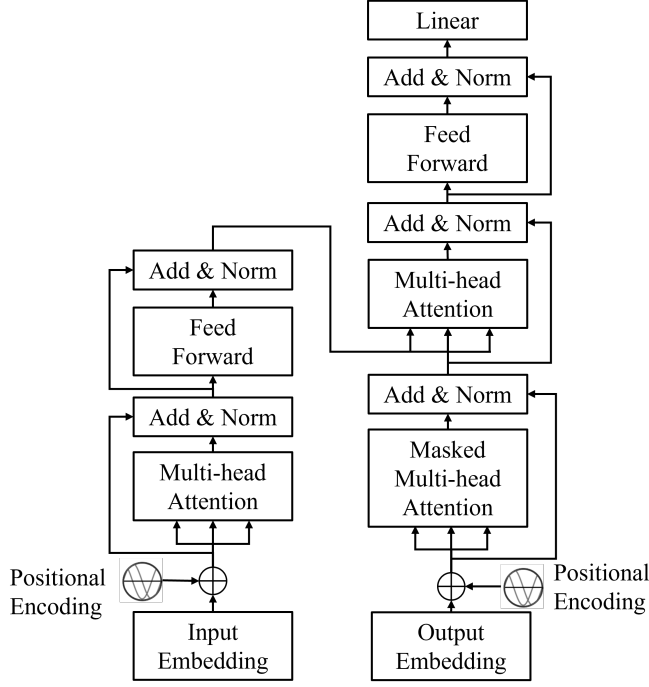 Linear
Add & Norm
Feed
Forward
Add & Norm
Multi-head
Attention
Add & Norm
Masked
Multi-head
Attention
Positional
Encoding
Output
Embedding
Add & Norm
Feed
Forward
Add & Norm
Multi-head
Attention
Positional
Encoding
Input
Embedding